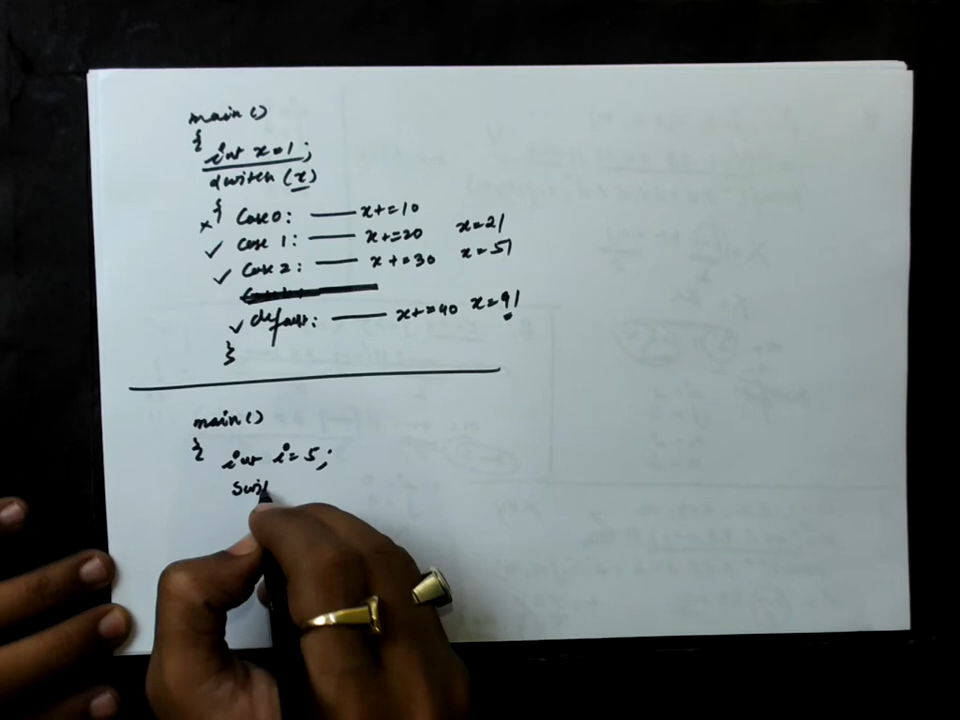 main()
{
int x=1;
switch (x)
{ Case 0: —— x+=10
Case 1: —— x+=20 x=21
Case 2: —— x+=30 x=51
default: —— x+=40 x=91
}
main()
{ int i=5;
Swit